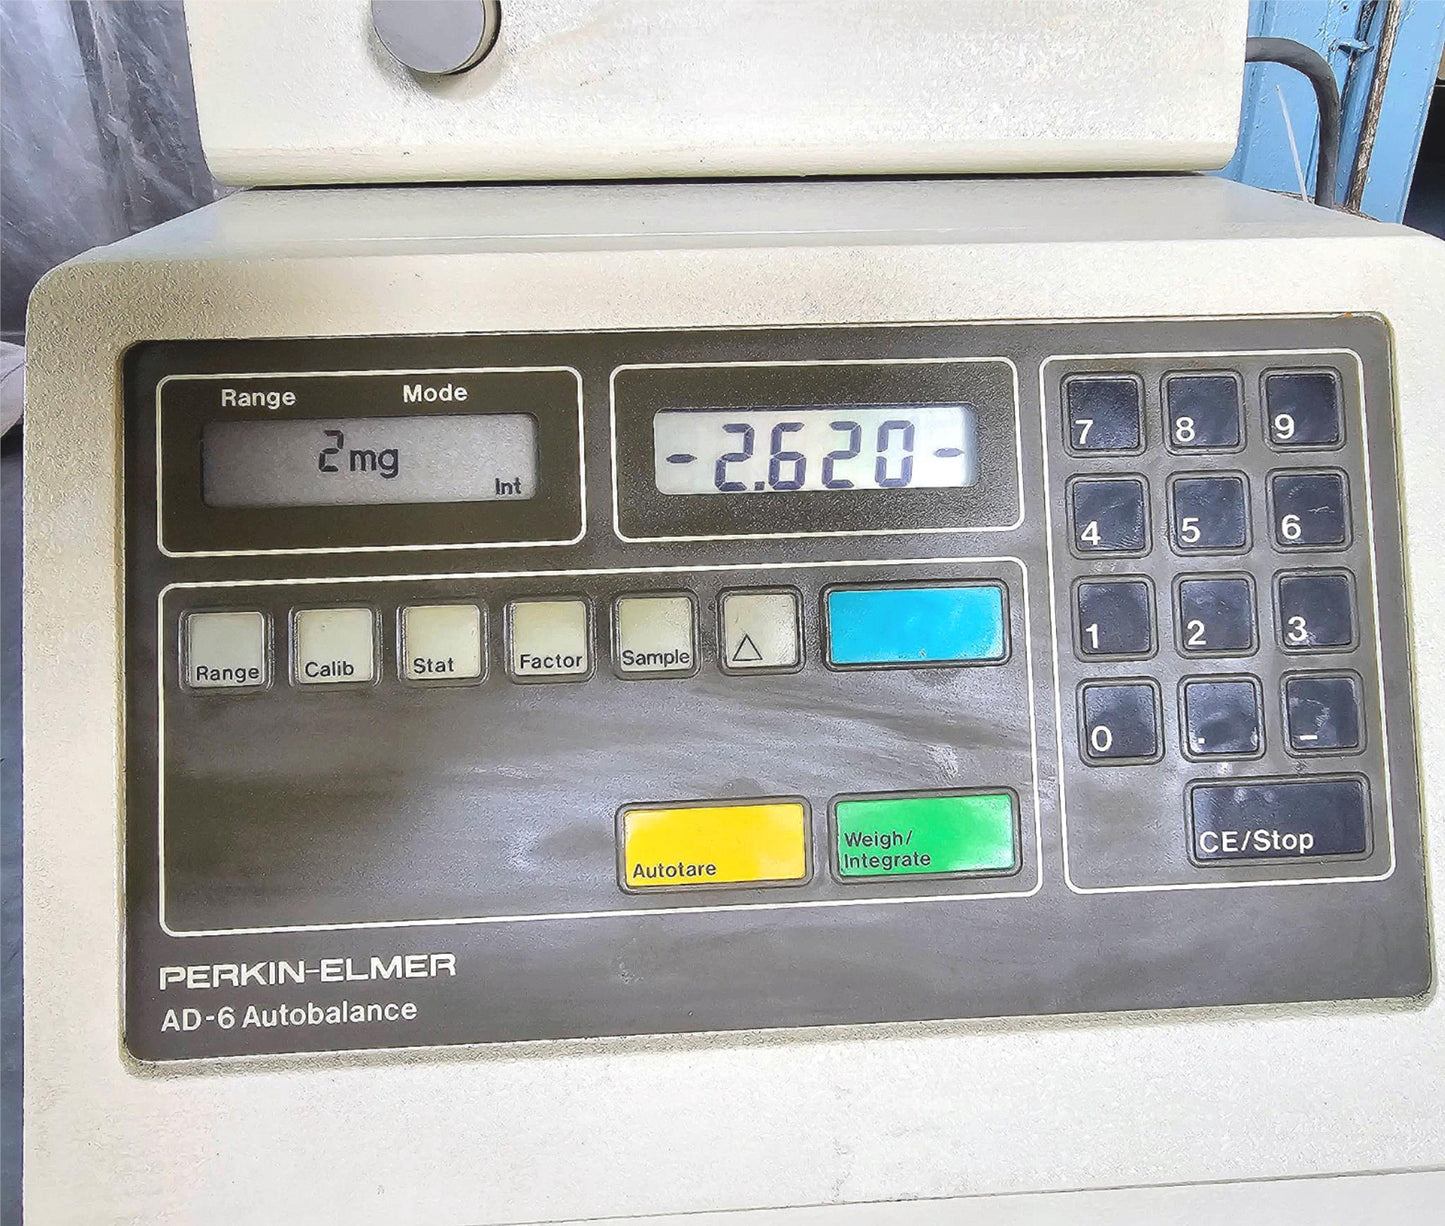 Range Mode
2mg
Int
-2.620-
7 8 9
4 5 6
1 2 3
0 . –
CE/Stop
Range Calib Stat Factor Sample △
Autotare
Weigh/
Integrate
PERKIN-ELMER
AD-6 Autobalance